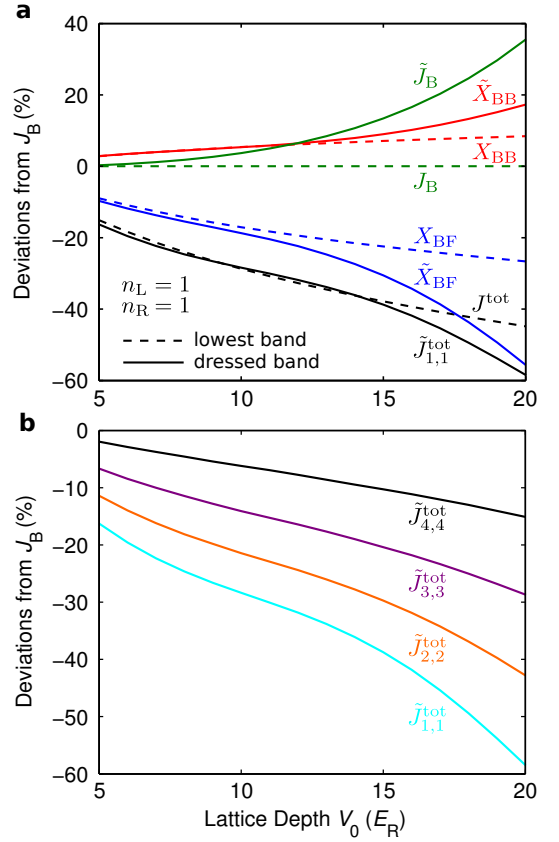 a
40
20
0
−20
−40
−60
Deviations from J_B (%)
J̃_B
X̃_BB
X_BB
J_B
X_BF
X̃_BF
J^tot
J̃^tot_1,1
n_L = 1
n_R = 1
lowest band
dressed band
5
10
15
20
b
0
−10
−20
−30
−40
−50
−60
Deviations from J_B (%)
J̃^tot_4,4
J̃^tot_3,3
J̃^tot_2,2
J̃^tot_1,1
5
10
15
20
Lattice Depth V_0 (E_R)